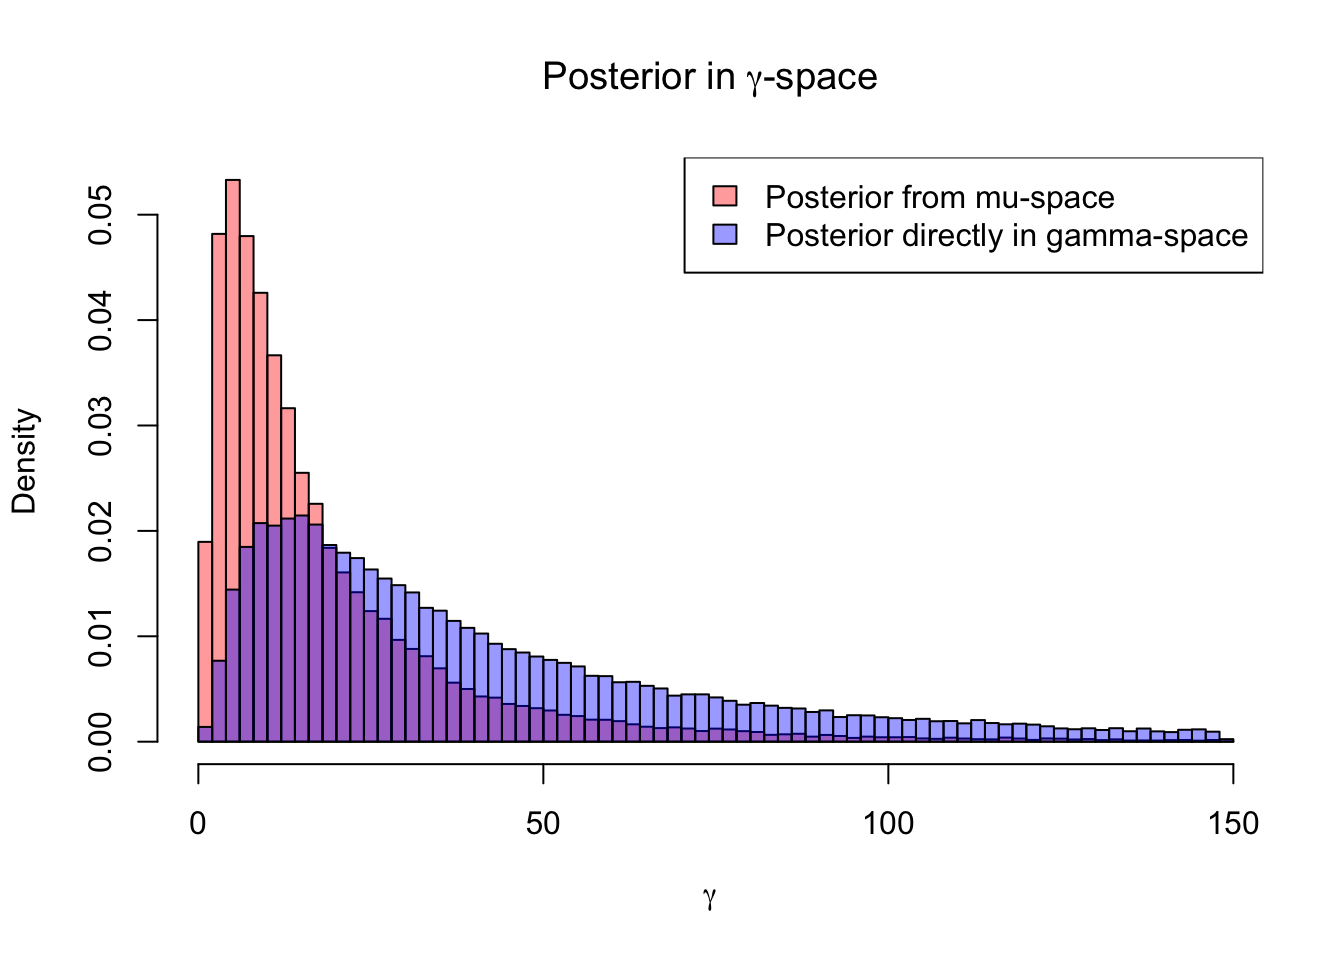 Posterior in γ-space
Posterior from mu-space
Posterior directly in gamma-space
Density
0.05
0.04
0.03
0.02
0.01
0.00
0 50 100 150
γ